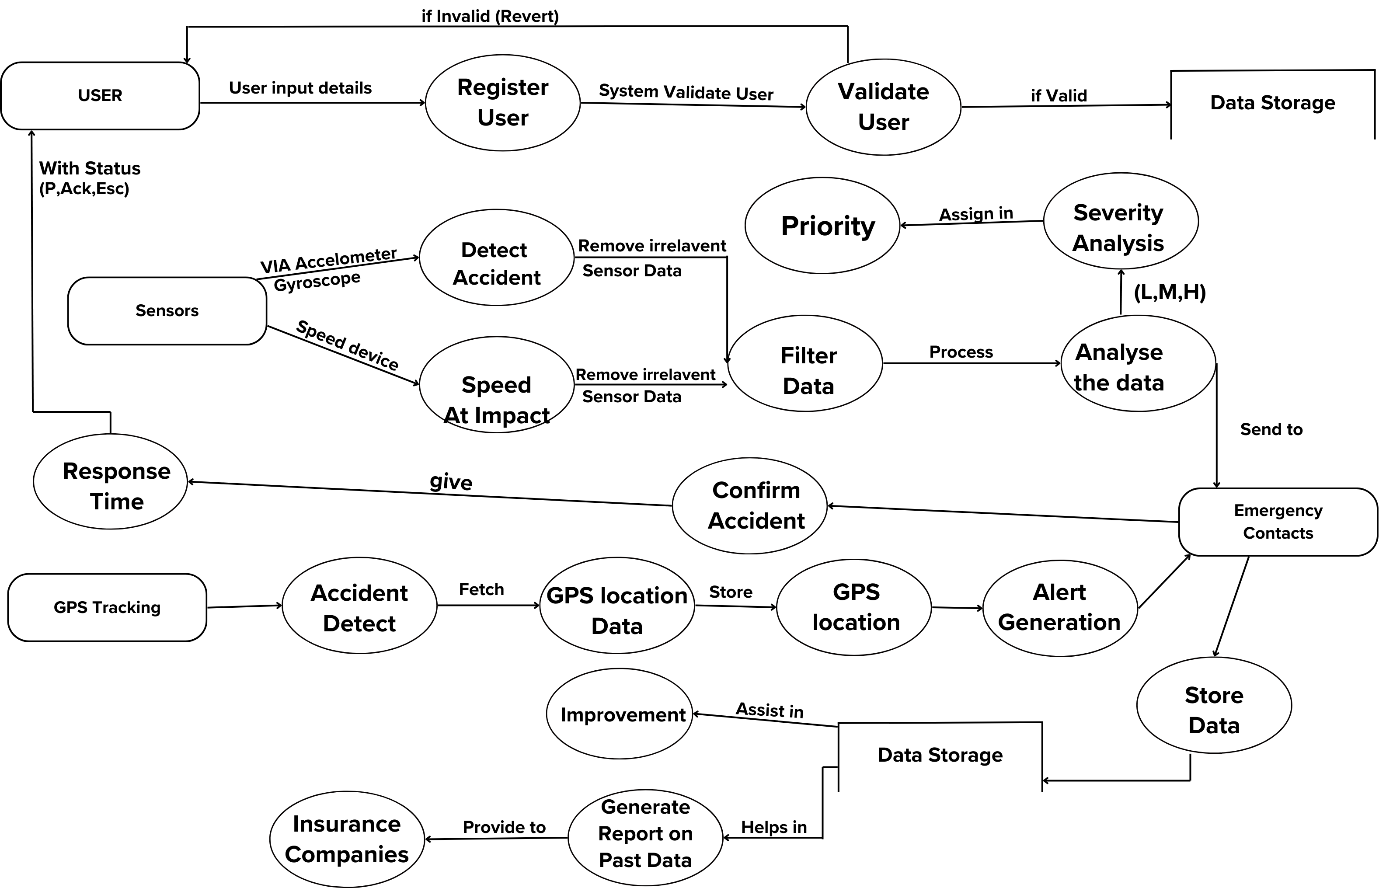 if Invalid (Revert)
USER
User input details
Register
User
System Validate User
Validate
User
if Valid
Data Storage
With Status
(P,Ack,Esc)
Priority
Assign in
Severity
Analysis
VIA Accelometer
Gyroscope
Detect
Accident
Remove irrelavent
Sensor Data
(L,M,H)
Sensors
Speed device
Speed
At Impact
Remove irrelavent
Sensor Data
Filter
Data
Process
Analyse
the data
Send to
Response
Time
give
Confirm
Accident
Emergency
Contacts
GPS Tracking
Accident
Detect
Fetch
GPS location
Data
Store
GPS
location
Alert
Generation
Store
Data
Improvement
Assist in
Data Storage
Insurance
Companies
Provide to
Generate
Report on
Past Data
Helps in